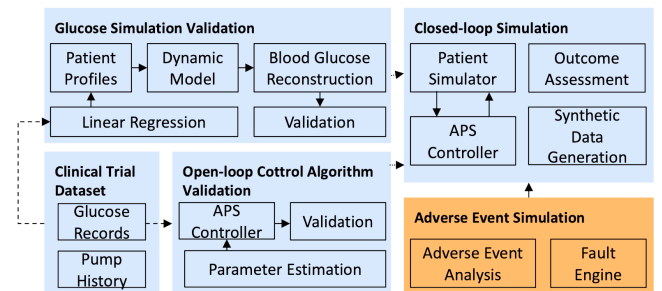 Glucose Simulation Validation
Patient
Profiles
Dynamic
Model
Blood Glucose
Reconstruction
Linear Regression
Validation
Closed-loop Simulation
Patient
Simulator
Outcome
Assessment
APS
Controller
Synthetic
Data
Generation
Clinical Trial
Dataset
Glucose
Records
Pump
History
Open-loop Cottrol Algorithm
Validation
APS
Controller
Validation
Parameter Estimation
Adverse Event Simulation
Adverse Event
Analysis
Fault
Engine